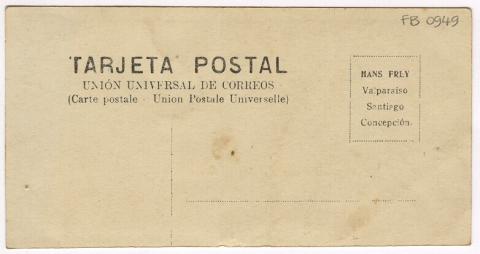 FB 0949
TARJETA POSTAL
UNIÓN UNIVERSAL DE CORREOS
(Carte postale - Union Postale Universelle)
HANS FREY
Valparaiso
Santiago
Concepción.